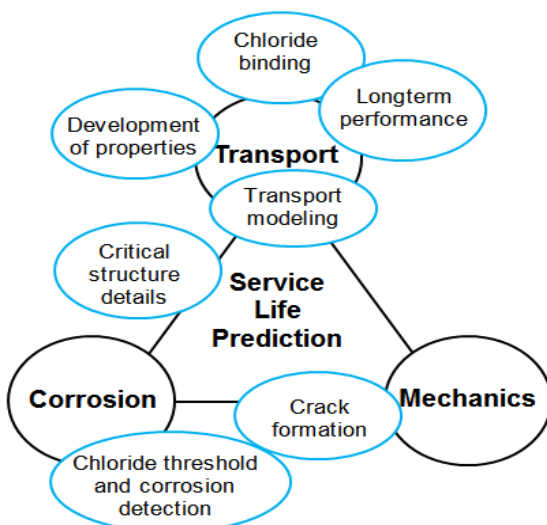 Chloride
binding
Longterm
performance
Development
of properties
Transport
Transport
modeling
Critical
structure
details
Service
Life
Prediction
Corrosion
Mechanics
Crack
formation
Chloride threshold
and corrosion
detection